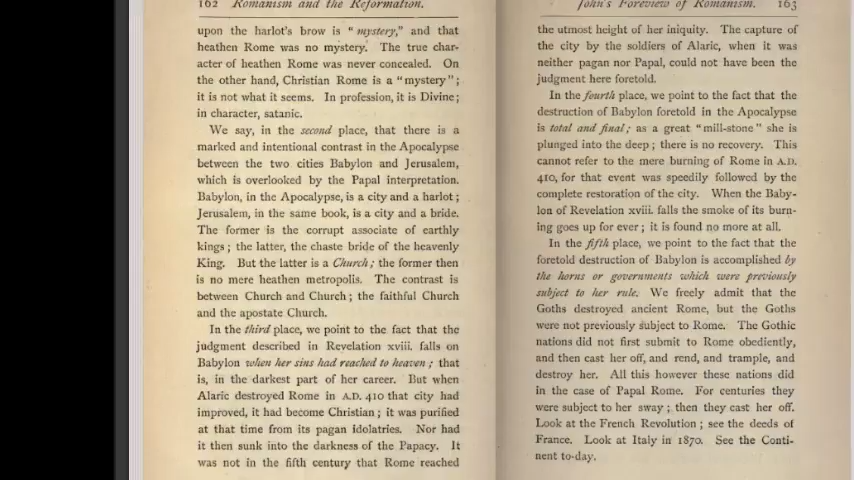 162 Romanism and the Reformation.
upon the harlot's brow is "mystery," and that
heathen Rome was no mystery. The true char-
acter of heathen Rome was never concealed. On
the other hand, Christian Rome is a "mystery";
it is not what it seems. In profession, it is Divine;
in character, satanic.
We say, in the second place, that there is a
marked and intentional contrast in the Apocalypse
between the two cities Babylon and Jerusalem,
which is overlooked by the Papal interpretation.
Babylon, in the Apocalypse, is a city and a harlot;
Jerusalem, in the same book, is a city and a bride.
The former is the corrupt associate of earthly
kings; the latter, the chaste bride of the heavenly
King. But the latter is a Church; the former then
is no mere heathen metropolis. The contrast is
between Church and Church; the faithful Church
and the apostate Church.
In the third place, we point to the fact that the
judgment described in Revelation xviii. falls on
Babylon when her sins had reached to heaven; that
is, in the darkest part of her career. But when
Alaric destroyed Rome in A.D. 410 that city had
improved, it had become Christian; it was purified
at that time from its pagan idolatries. Nor had
it then sunk into the darkness of the Papacy. It
was not in the fifth century that Rome reached
John's Foreview of Romanism. 163
the utmost height of her iniquity. The capture of
the city by the soldiers of Alaric, when it was
neither pagan nor Papal, could not have been the
judgment here foretold.
In the fourth place, we point to the fact that the
destruction of Babylon foretold in the Apocalypse
is total and final; as a great "mill-stone" she is
plunged into the deep; there is no recovery. This
cannot refer to the mere burning of Rome in A.D.
410, for that event was speedily followed by the
complete restoration of the city. When the Baby-
lon of Revelation xviii. falls the smoke of its burn-
ing goes up for ever; it is found no more at all.
In the fifth place, we point to the fact that the
foretold destruction of Babylon is accomplished by
the horns or governments which were previously
subject to her rule. We freely admit that the
Goths destroyed ancient Rome, but the Goths
were not previously subject to Rome. The Gothic
nations did not first submit to Rome obediently,
and then cast her off, and rend, and trample, and
destroy her. All this however these nations did
in the case of Papal Rome. For centuries they
were subject to her sway; then they cast her off.
Look at the French Revolution; see the deeds of
France. Look at Italy in 1870. See the Conti-
nent to-day.